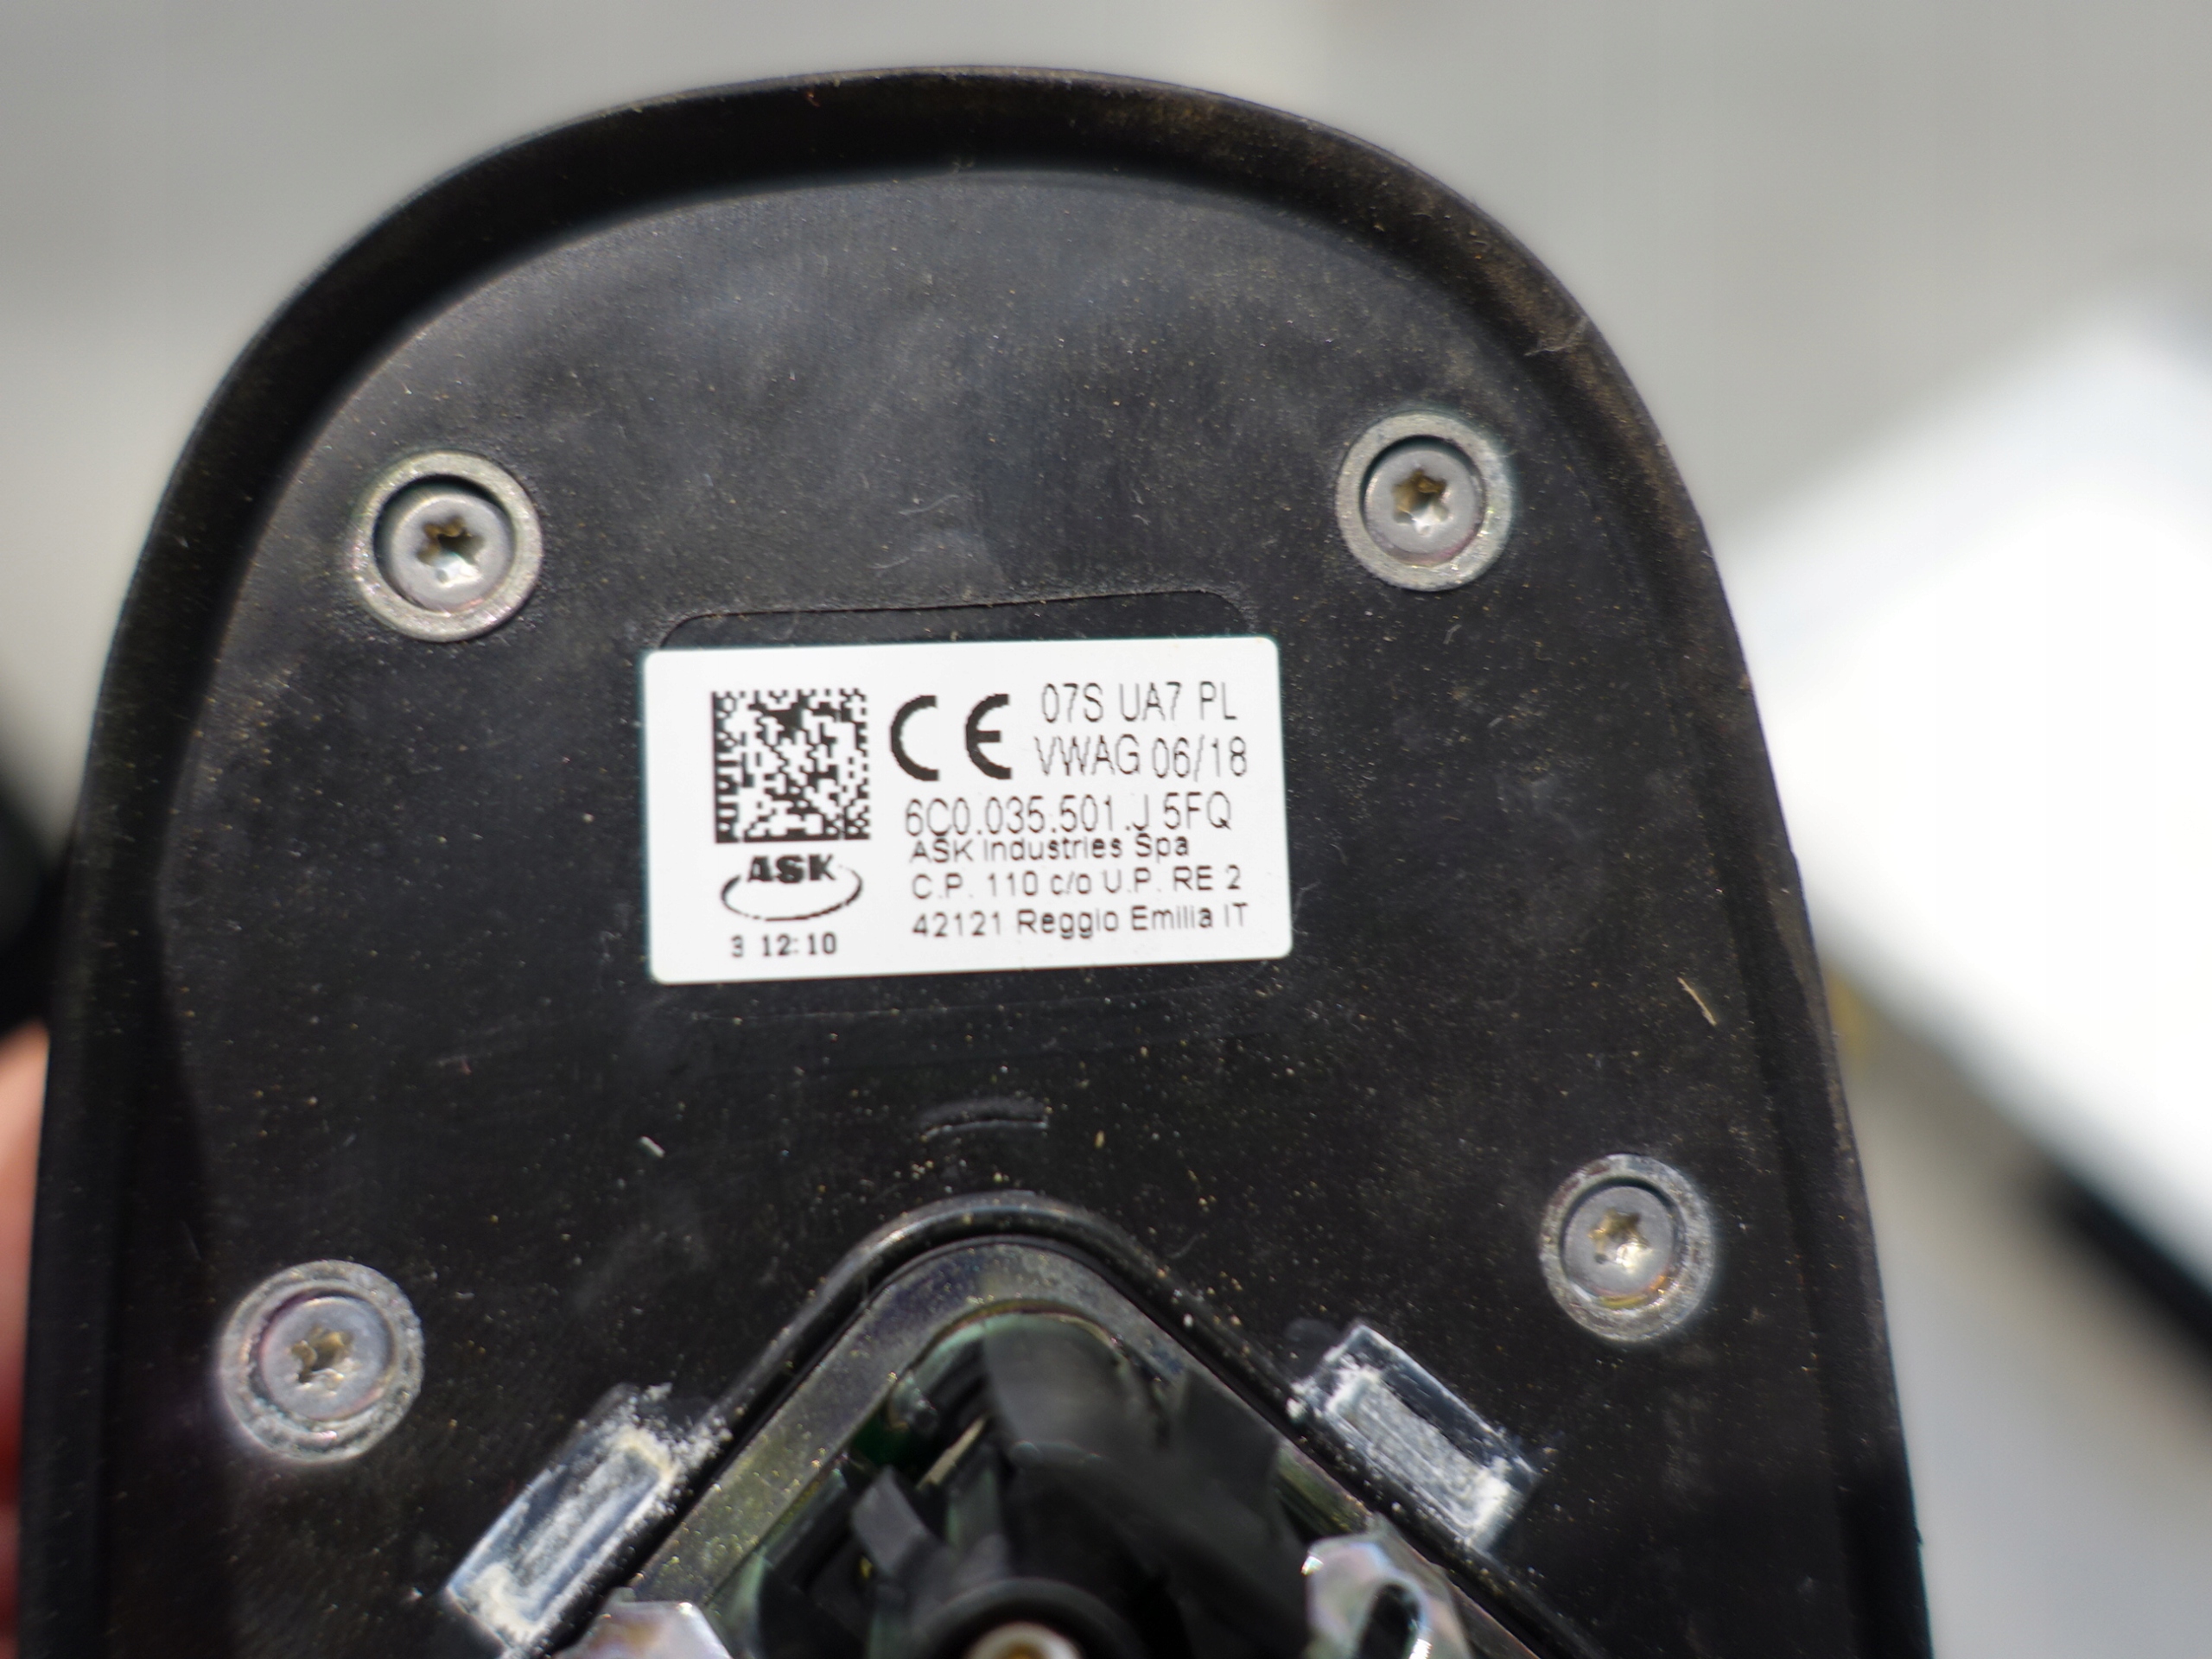 CE 07S UA7 PL
VWAG 06/18
6C0.035.501.J 5FQ
ASK Industries Spa
C.P. 110 c/o U.P. RE 2
42121 Reggio Emilia IT
ASK
3 12:10